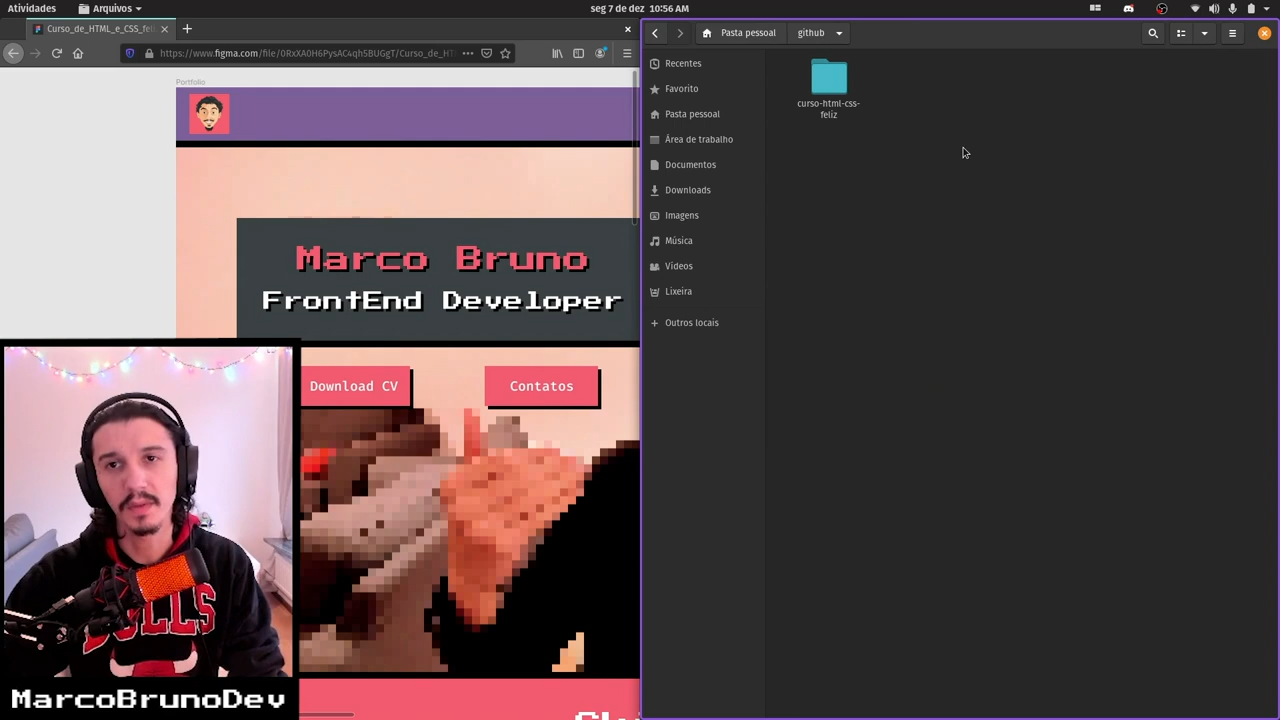 Atividades
Arquivos
seg 7 de dez 10:56 AM
Curso_de_HTML_e_CSS_fel
https://www.figma.com/file/0RxXA0H6PysAC4qh5BUGgT/Curso_de_H
Portfolio
Marco Bruno
FrontEnd Developer
Download CV
Contatos
BULLS
MarcoBrunoDev
Pasta pessoal
github
Recentes
Favorito
Pasta pessoal
Área de trabalho
Documentos
Downloads
Imagens
Música
Vídeos
Lixeira
Outros locais
curso-html-css-
feliz